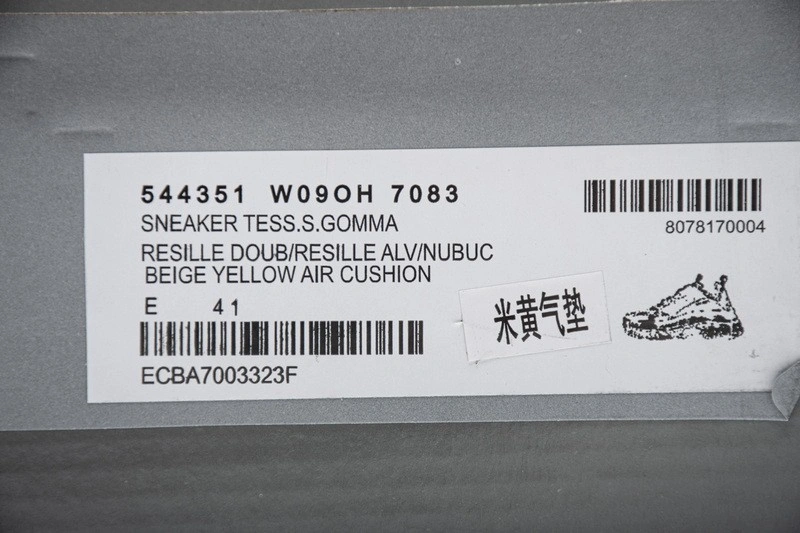 544351 W09OH 7083
SNEAKER TESS.S.GOMMA
RESILLE DOUB/RESILLE ALV/NUBUC
BEIGE YELLOW AIR CUSHION
E 41
ECBA7003323F
8078170004
米黄气垫